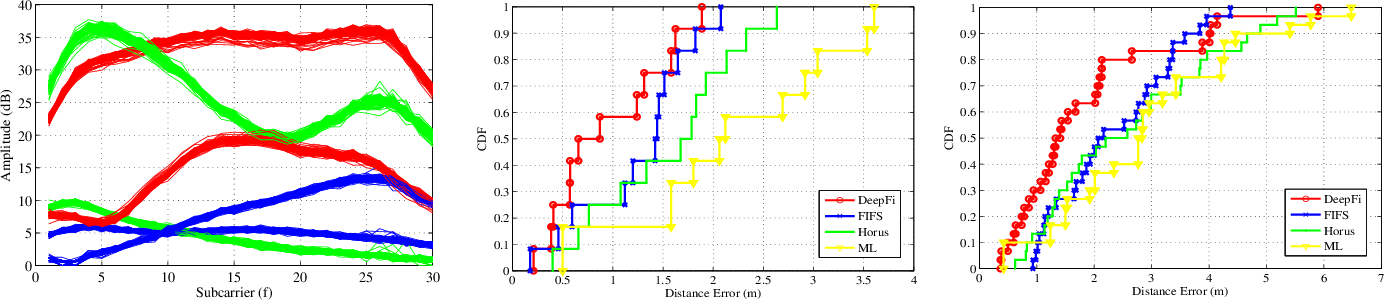 40
35
30
25
20
15
10
5
0
Amplitude (dB)
0 5 10 15 20 25 30
Subcarrier (f)
1
0.9
0.8
0.7
0.6
0.5
0.4
0.3
0.2
0.1
0
CDF
DeepFi
FIFS
Horus
ML
0 0.5 1 1.5 2 2.5 3 3.5 4
Distance Error (m)
1
0.9
0.8
0.7
0.6
0.5
0.4
0.3
0.2
0.1
0
CDF
DeepFi
FIFS
Horus
ML
0 1 2 3 4 5 6 7
Distance Error (m)